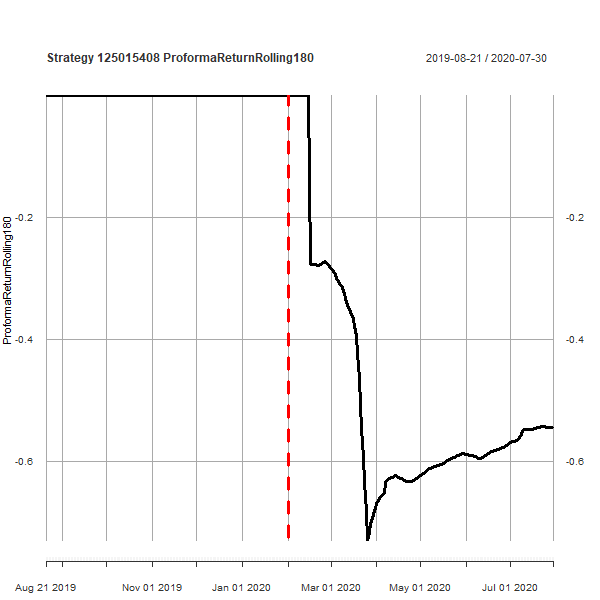 Strategy 125015408 ProformaReturnRolling180
2019-08-21 / 2020-07-30
ProformaReturnRolling180
-0.2
-0.2
-0.4
-0.4
-0.6
-0.6
Aug 21 2019
Nov 01 2019
Jan 01 2020
Mar 01 2020
May 01 2020
Jul 01 2020